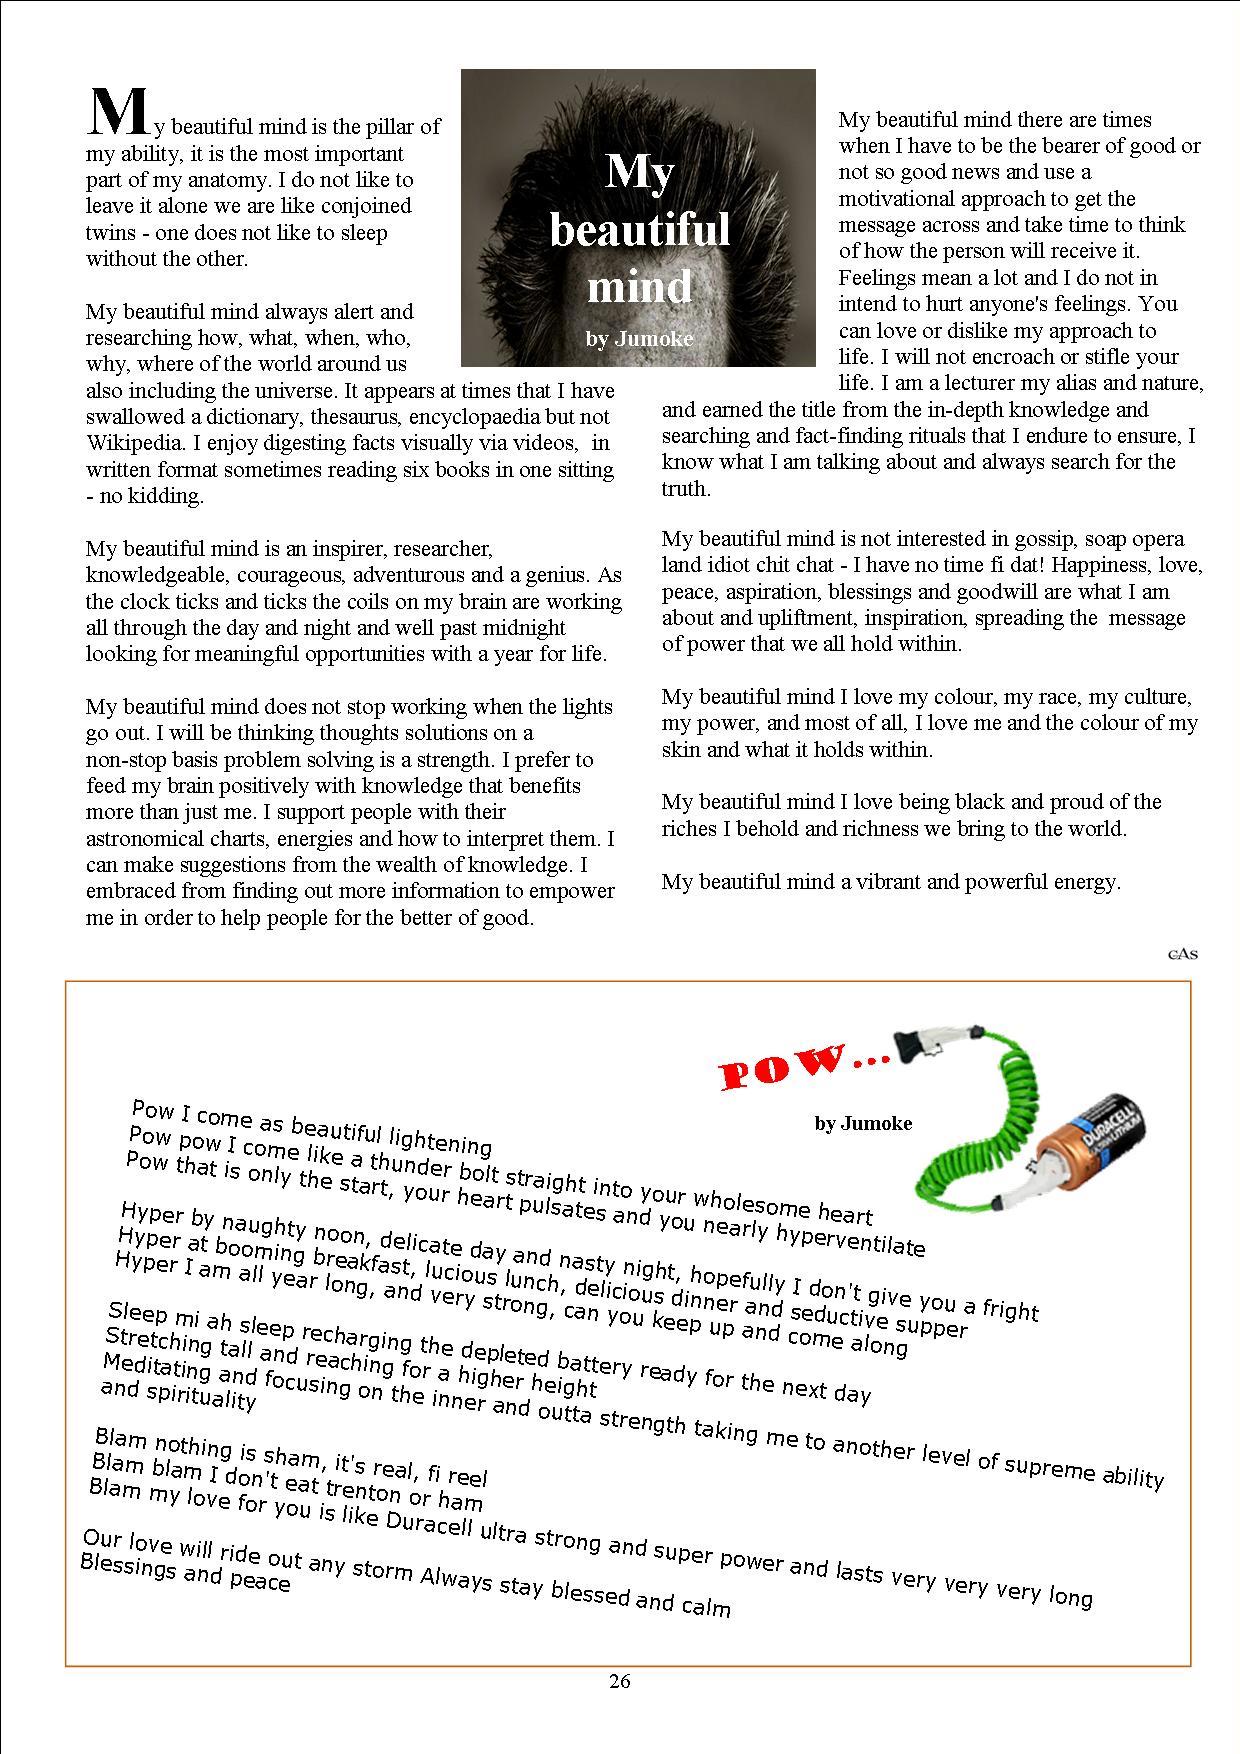 My beautiful mind is the pillar of
my ability, it is the most important
part of my anatomy. I do not like to
leave it alone we are like conjoined
twins - one does not like to sleep
without the other.
My beautiful mind always alert and
researching how, what, when, who,
why, where of the world around us
also including the universe. It appears at times that I have
swallowed a dictionary, thesaurus, encyclopaedia but not
Wikipedia. I enjoy digesting facts visually via videos,  in
written format sometimes reading six books in one sitting
- no kidding.
My beautiful mind is an inspirer, researcher,
knowledgeable, courageous, adventurous and a genius. As
the clock ticks and ticks the coils on my brain are working
all through the day and night and well past midnight
looking for meaningful opportunities with a year for life.
My beautiful mind does not stop working when the lights
go out. I will be thinking thoughts solutions on a
non-stop basis problem solving is a strength. I prefer to
feed my brain positively with knowledge that benefits
more than just me. I support people with their
astronomical charts, energies and how to interpret them. I
can make suggestions from the wealth of knowledge. I
embraced from finding out more information to empower
me in order to help people for the better of good.
My
beautiful
mind
by Jumoke
My beautiful mind there are times
when I have to be the bearer of good or
not so good news and use a
motivational approach to get the
message across and take time to think
of how the person will receive it.
Feelings mean a lot and I do not in
intend to hurt anyone's feelings. You
can love or dislike my approach to
life. I will not encroach or stifle your
life. I am a lecturer my alias and nature,
and earned the title from the in-depth knowledge and
searching and fact-finding rituals that I endure to ensure, I
know what I am talking about and always search for the
truth.
My beautiful mind is not interested in gossip, soap opera
land idiot chit chat - I have no time fi dat! Happiness, love,
peace, aspiration, blessings and goodwill are what I am
about and upliftment, inspiration, spreading the  message
of power that we all hold within.
My beautiful mind I love my colour, my race, my culture,
my power, and most of all, I love me and the colour of my
skin and what it holds within.
My beautiful mind I love being black and proud of the
riches I behold and richness we bring to the world.
My beautiful mind a vibrant and powerful energy.
CAS
POW...
by Jumoke
DURACELL
Pow I come as beautiful lightening
Pow pow I come like a thunder bolt straight into your wholesome heart
Pow that is only the start, your heart pulsates and you nearly hyperventilate
Hyper by naughty noon, delicate day and nasty night, hopefully I don't give you a fright
Hyper at booming breakfast, lucious lunch, delicious dinner and seductive supper
Hyper I am all year long, and very strong, can you keep up and come along
Sleep mi ah sleep recharging the depleted battery ready for the next day
Stretching tall and reaching for a higher height
Meditating and focusing on the inner and outta strength taking me to another level of supreme ability
and spirituality
Blam nothing is sham, it's real, fi reel
Blam blam I don't eat trenton or ham
Blam my love for you is like Duracell ultra strong and super power and lasts very very very long
Our love will ride out any storm Always stay blessed and calm
Blessings and peace
26